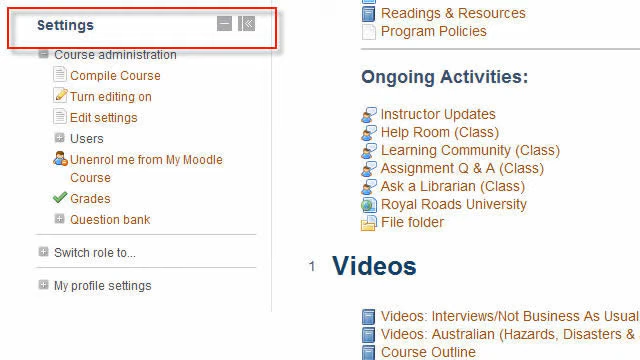 Settings
Course administration
Compile Course
Turn editing on
Edit settings
Users
Unenrol me from My Moodle
Course
Grades
Question bank
Switch role to...
My profile settings
Readings & Resources
Program Policies
Ongoing Activities:
Instructor Updates
Help Room (Class)
Learning Community (Class)
Assignment Q & A (Class)
Ask a Librarian (Class)
Royal Roads University
File folder
1 Videos
Videos: Interviews/Not Business As Usual
Videos: Australian (Hazards, Disasters &
Course Outline